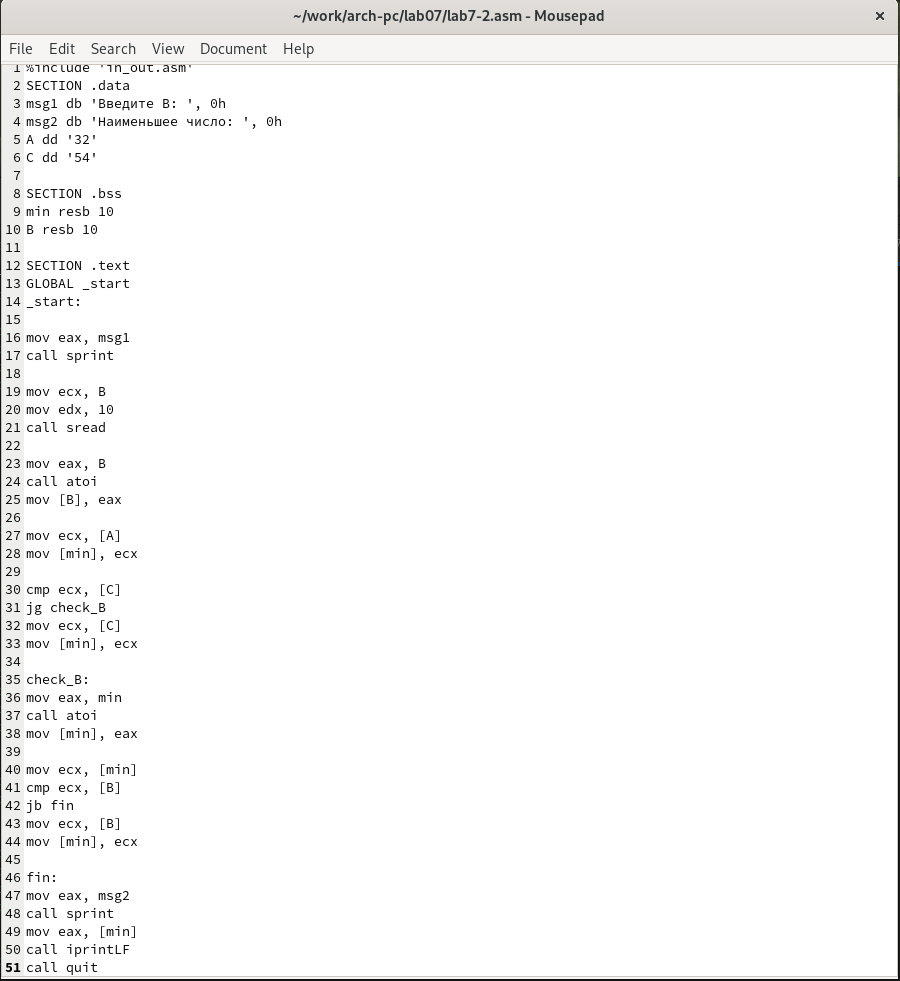 ~/work/arch-pc/lab07/lab7-2.asm - Mousepad ×
File Edit Search View Document Help
1 %include 'in_out.asm'
2 SECTION .data
3 msg1 db 'Введите B: ', 0h
4 msg2 db 'Наименьшее число: ', 0h
5 A dd '32'
6 C dd '54'
7
8 SECTION .bss
9 min resb 10
10 B resb 10
11
12 SECTION .text
13 GLOBAL _start
14 _start:
15
16 mov eax, msg1
17 call sprint
18
19 mov ecx, B
20 mov edx, 10
21 call sread
22
23 mov eax, B
24 call atoi
25 mov [B], eax
26
27 mov ecx, [A]
28 mov [min], ecx
29
30 cmp ecx, [C]
31 jg check_B
32 mov ecx, [C]
33 mov [min], ecx
34
35 check_B:
36 mov eax, min
37 call atoi
38 mov [min], eax
39
40 mov ecx, [min]
41 cmp ecx, [B]
42 jb fin
43 mov ecx, [B]
44 mov [min], ecx
45
46 fin:
47 mov eax, msg2
48 call sprint
49 mov eax, [min]
50 call iprintLF
51 call quit